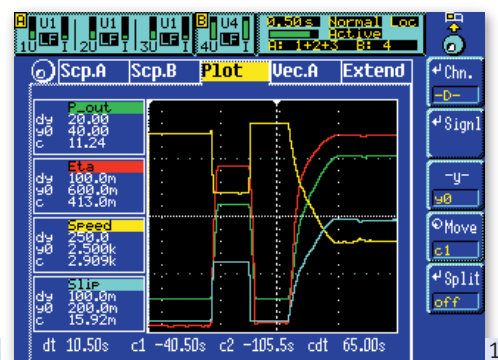 A U1 U1 U1 B U4 0.50s Normal Loc
LF LF LF LF Active
1U I 2U I 3U I 4U I A: 1+2+3 B: 4
Scp.A Scp.B Plot Vec.A Extend
P_out
dy 20.00
y0 40.00
c 11.24
Eta
dy 100.0m
y0 600.0m
c 413.0m
Speed
dy 250.0
y0 2.500k
c 2.909k
Slip
dy 100.0m
y0 200.0m
c 15.92m
dt 10.50s c1 -40.50s c2 -105.5s cdt 65.00s
Chn.
-D-
Signl
-y-
y0
Move
c1
Split
off
1